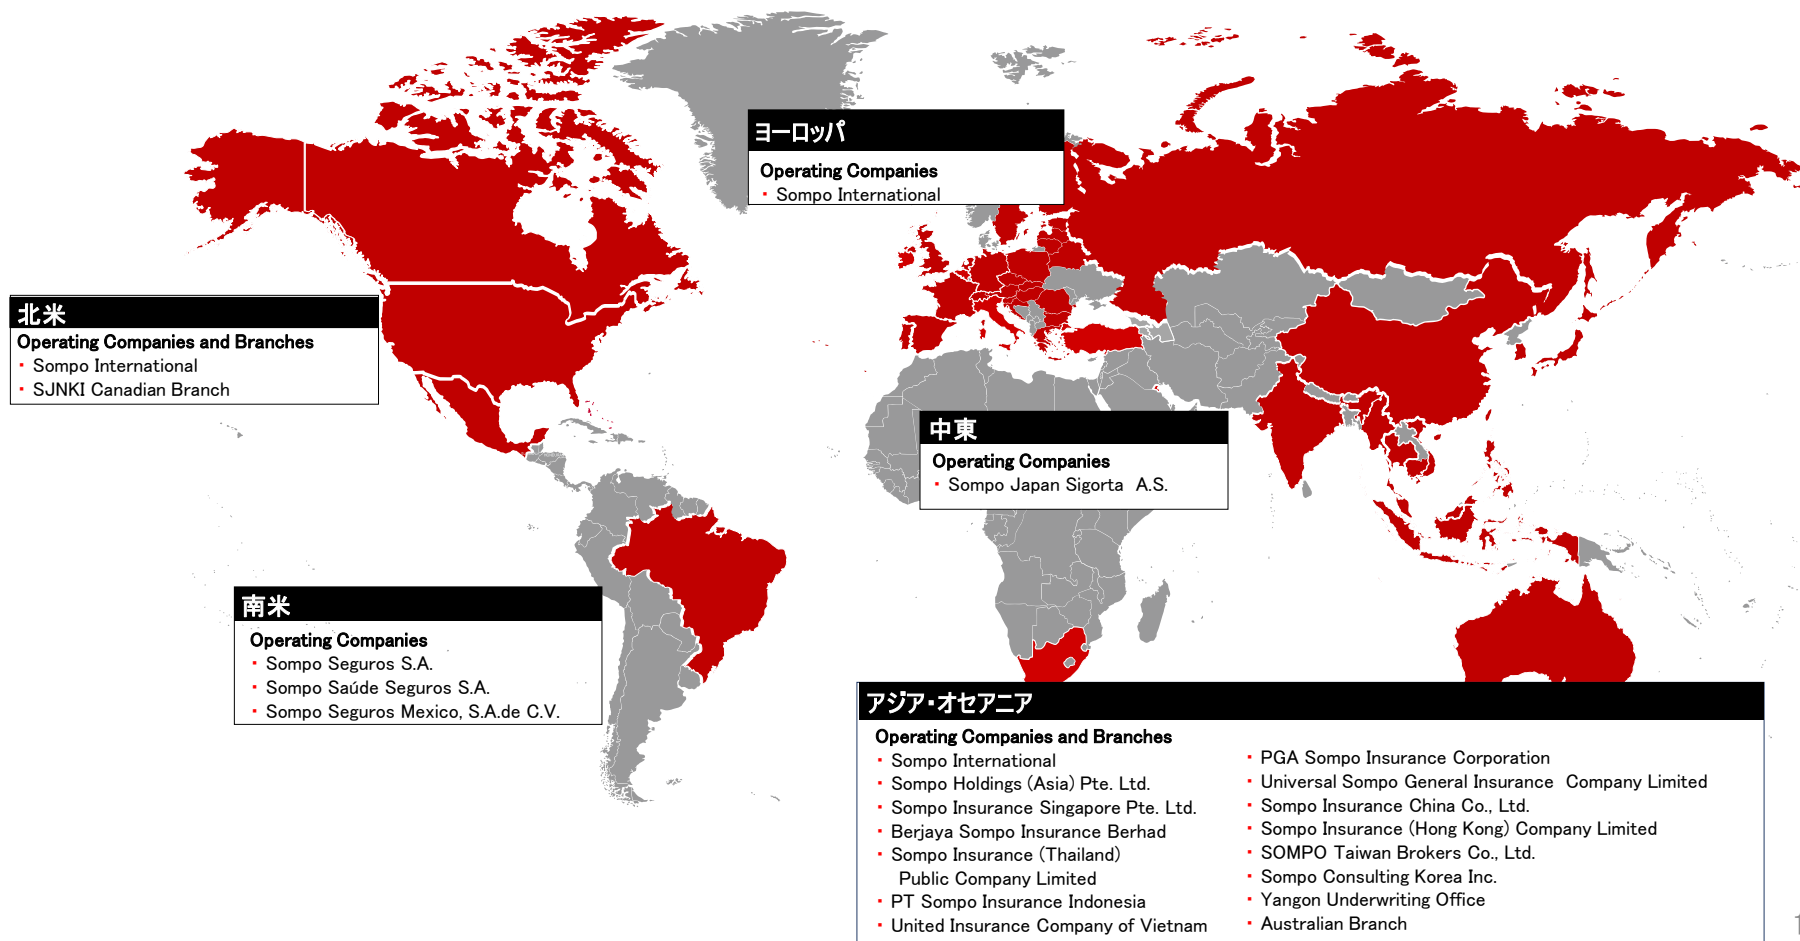 ヨーロッパ
Operating Companies
・ Sompo International
北米
Operating Companies and Branches
・ Sompo International
・ SJNKI Canadian Branch
中東
Operating Companies
・ Sompo Japan Sigorta A.S.
南米
Operating Companies
・ Sompo Seguros S.A.
・ Sompo Saúde Seguros S.A.
・ Sompo Seguros Mexico, S.A.de C.V.
アジア・オセアニア
Operating Companies and Branches
・ Sompo International
・ Sompo Holdings (Asia) Pte. Ltd.
・ Sompo Insurance Singapore Pte. Ltd.
・ Berjaya Sompo Insurance Berhad
・ Sompo Insurance (Thailand)
Public Company Limited
・ PT Sompo Insurance Indonesia
・ United Insurance Company of Vietnam
・ PGA Sompo Insurance Corporation
・ Universal Sompo General Insurance Company Limited
・ Sompo Insurance China Co., Ltd.
・ Sompo Insurance (Hong Kong) Company Limited
・ SOMPO Taiwan Brokers Co., Ltd.
・ Sompo Consulting Korea Inc.
・ Yangon Underwriting Office
・ Australian Branch